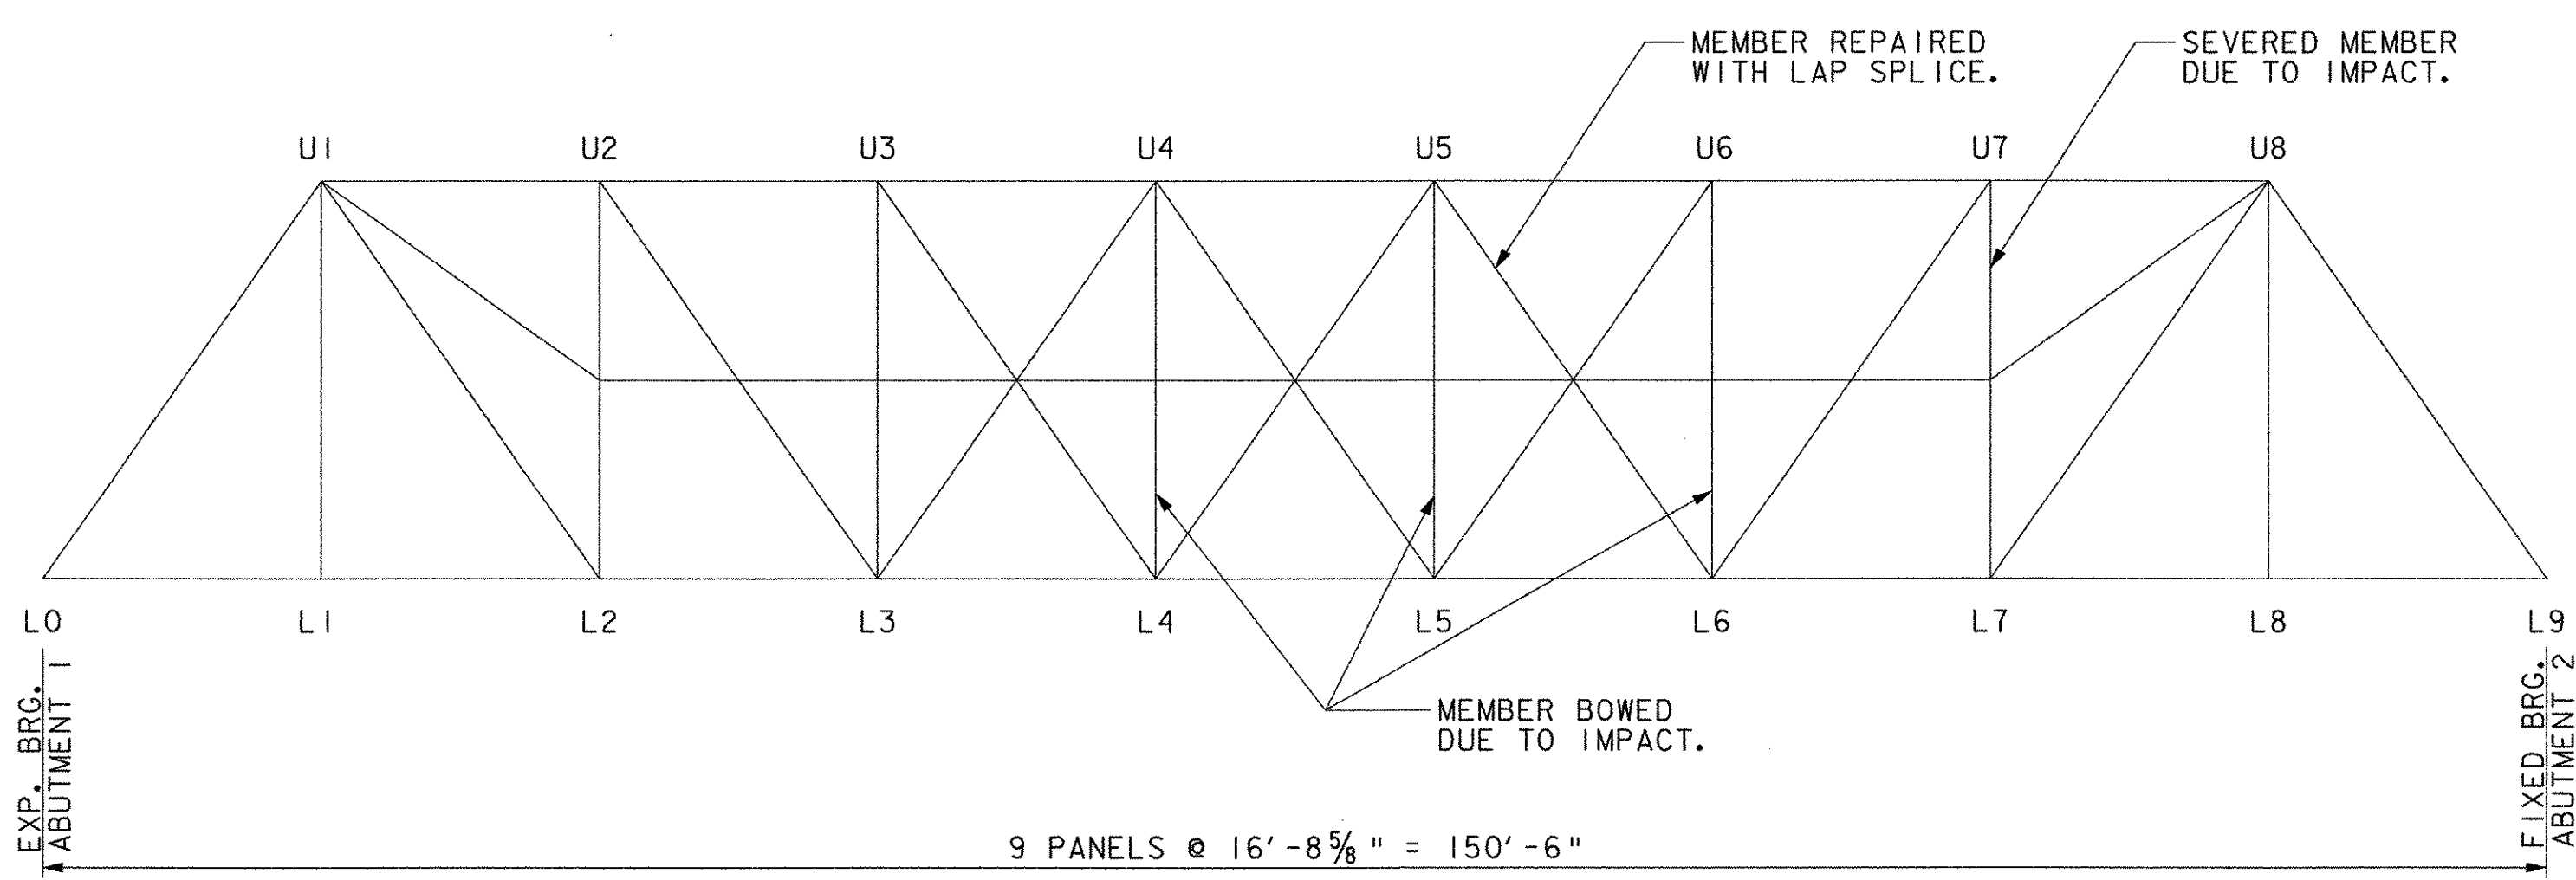 MEMBER REPAIRED
WITH LAP SPLICE.
SEVERED MEMBER
DUE TO IMPACT.
U1 U2 U3 U4 U5 U6 U7 U8
L0 L1 L2 L3 L4 L5 L6 L7 L8 L9
EXP. BRG.
ABUTMENT 1
MEMBER BOWED
DUE TO IMPACT.
FIXED BRG.
ABUTMENT 2
9 PANELS @ 16'-8⅝" = 150'-6"